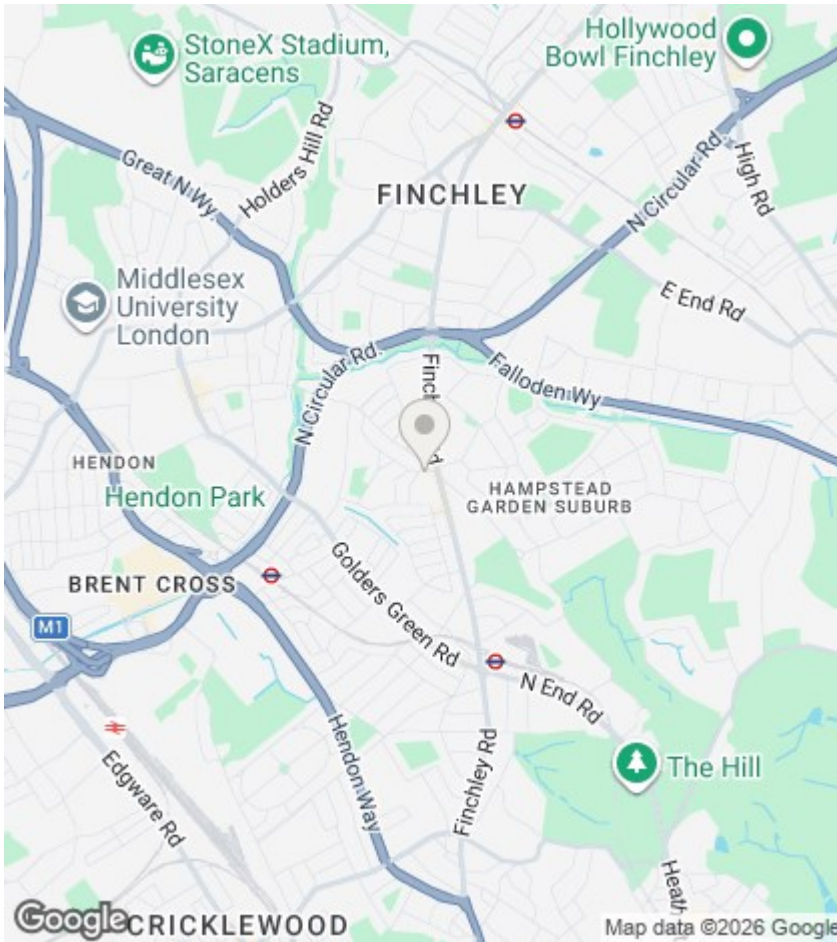 StoneX Stadium,
Saracens
Hollywood
Bowl Finchley
Holders Hill Rd
Great N Wy.
FINCHLEY
N Circular Rd
High Rd
Middlesex
University
London
E End Rd
N Circular Rd.
Falloden Wy
HENDON
Hendon Park
HAMPSTEAD
GARDEN SUBURB
BRENT CROSS
Golders Green Rd
M1
N End Rd
Hendon Way
Finchley Rd
The Hill
Edgware Rd
Google
CRICKLEWOOD
Map data ©2026 Google